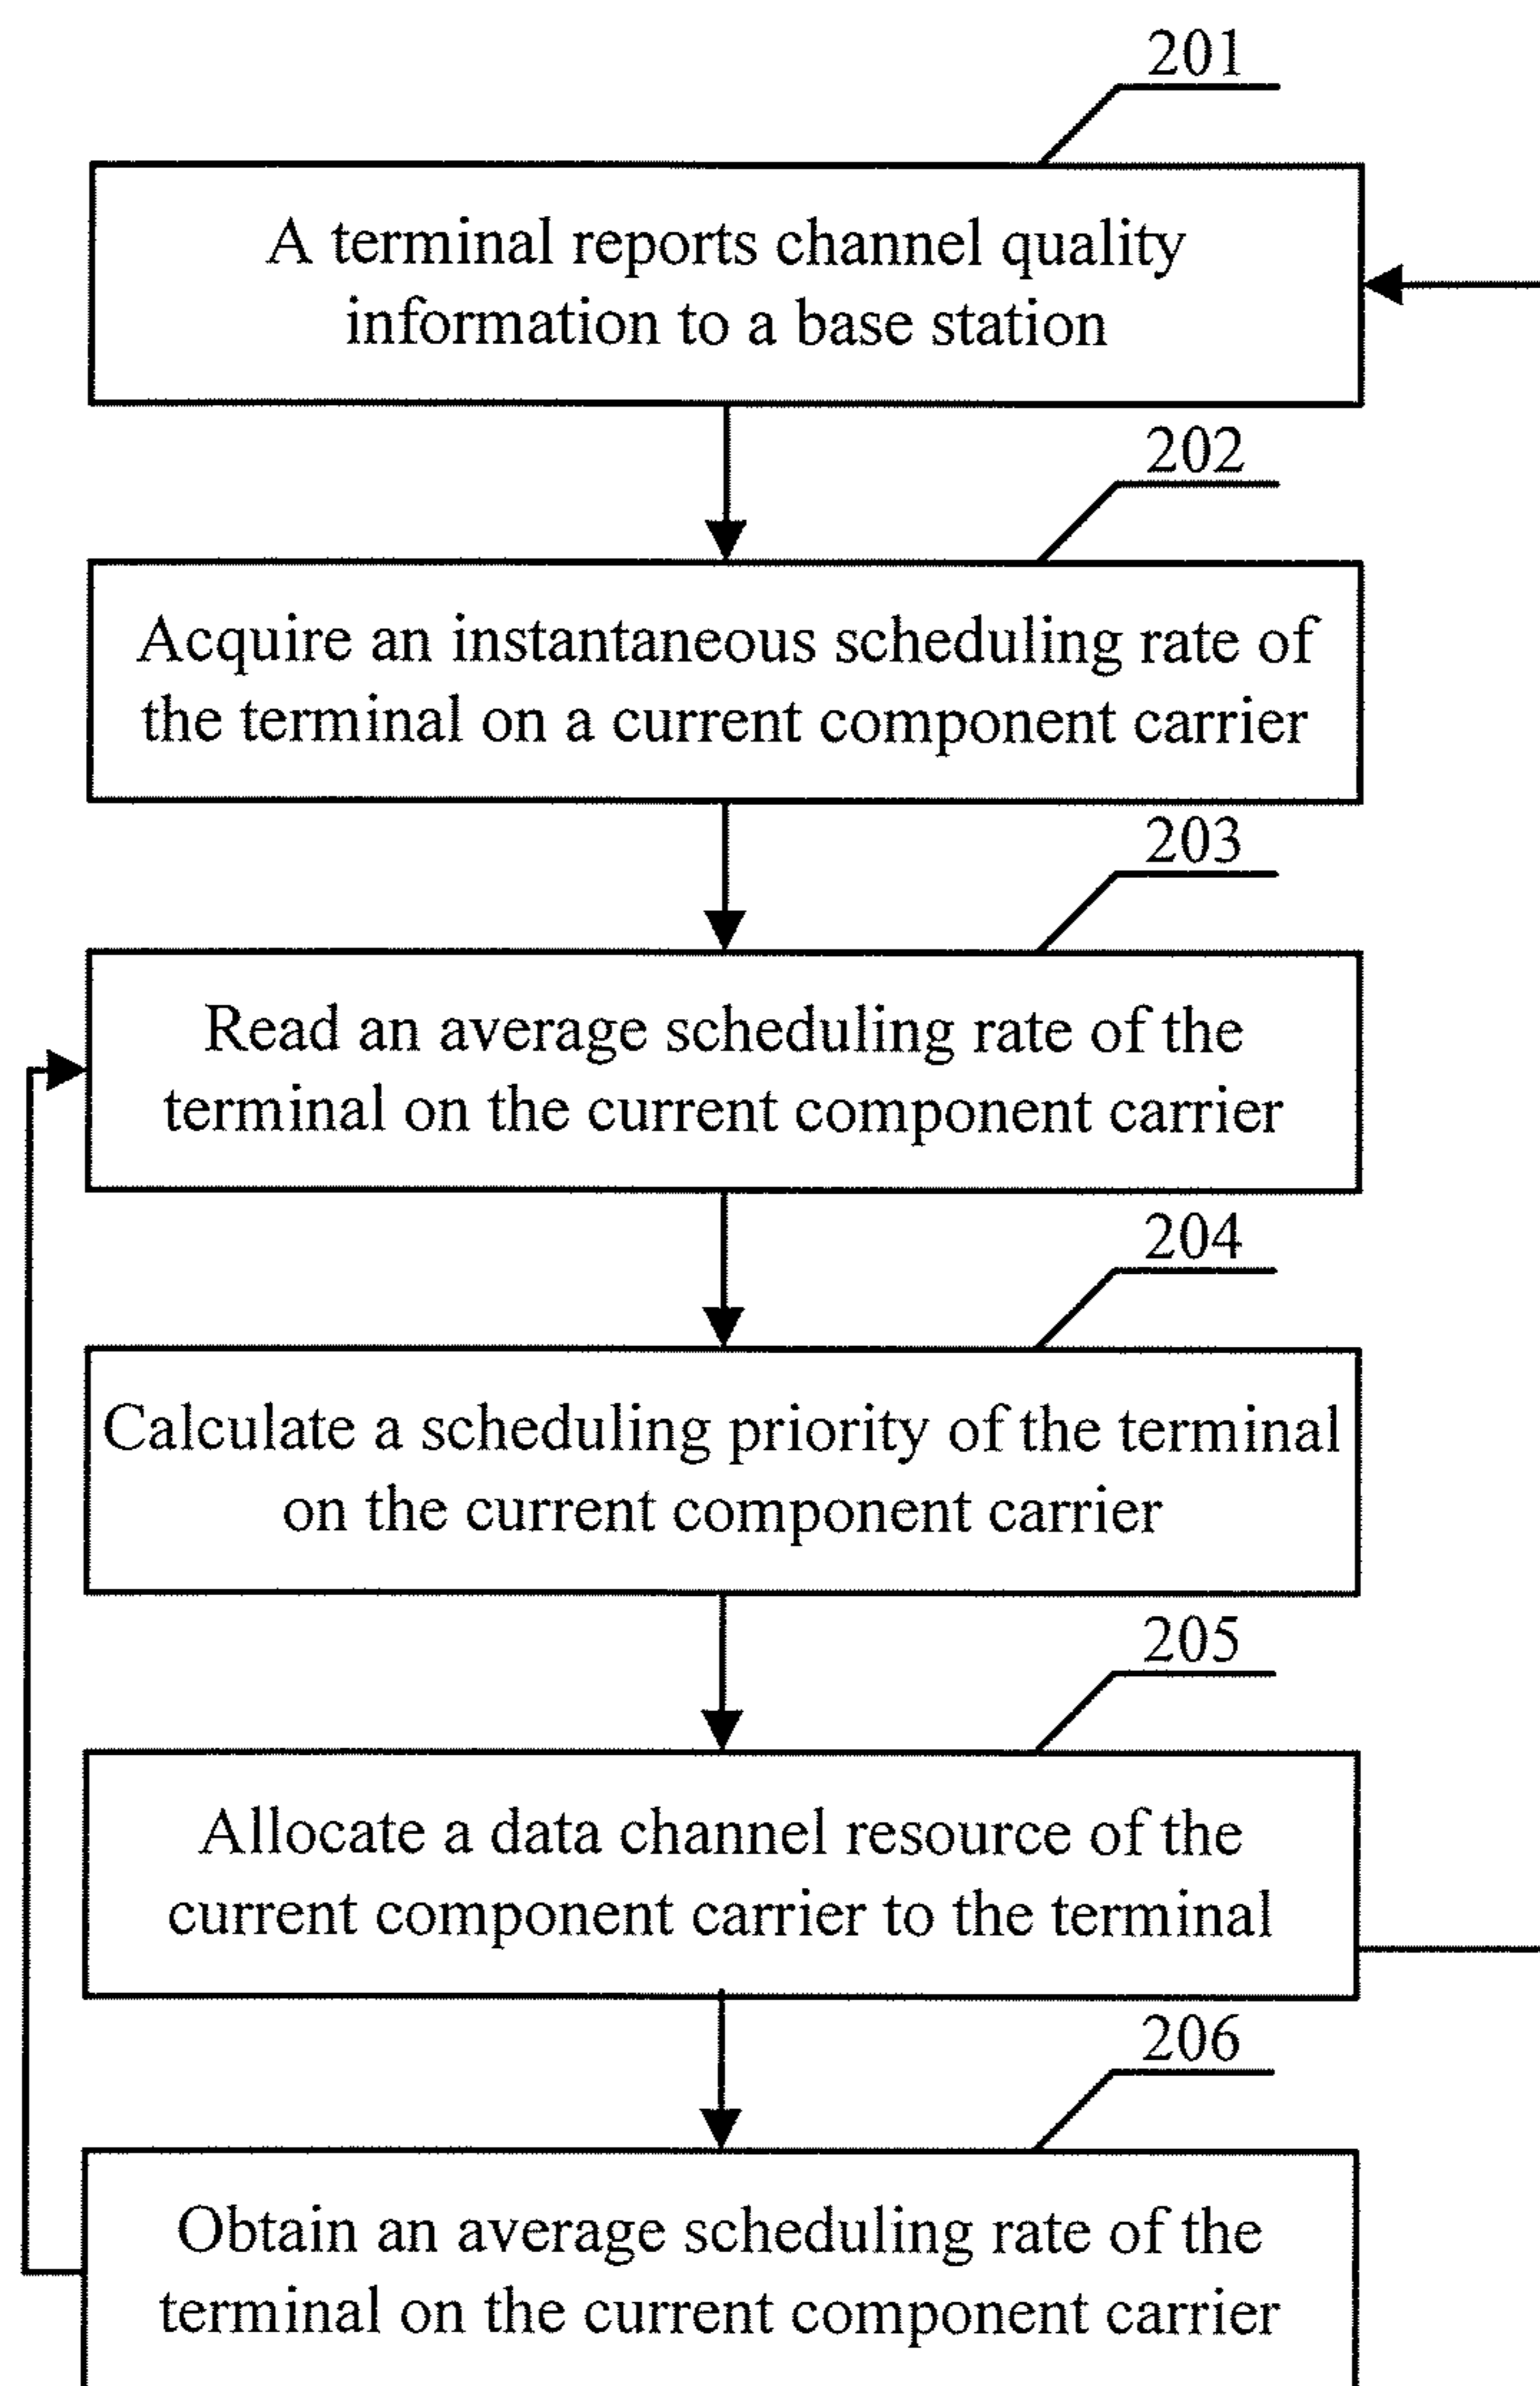 201
A terminal reports channel quality
information to a base station
202
Acquire an instantaneous scheduling rate of
the terminal on a current component carrier
203
Read an average scheduling rate of the
terminal on the current component carrier
204
Calculate a scheduling priority of the terminal
on the current component carrier
205
Allocate a data channel resource of the
current component carrier to the terminal
206
Obtain an average scheduling rate of the
terminal on the current component carrier